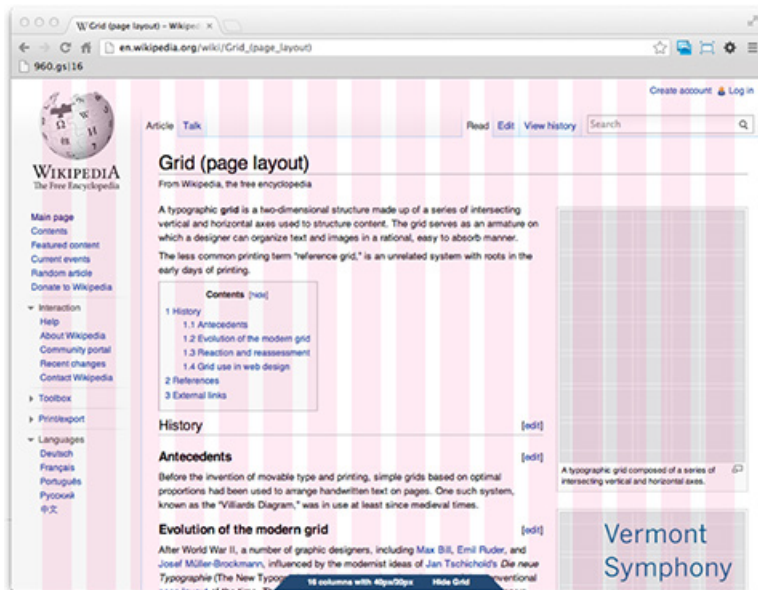 Grid (page layout) – Wikiped
en.wikipedia.org/wiki/Grid_(page_layout)
960.gs|16
Create account Log in
Article Talk Read Edit View history Search
WIKIPEDIA
The Free Encyclopedia
Main page
Contents
Featured content
Current events
Random article
Donate to Wikipedia
Interaction
Help
About Wikipedia
Community portal
Recent changes
Contact Wikipedia
Toolbox
Print/export
Languages
Deutsch
Français
Português
Русский
中文
Grid (page layout)
From Wikipedia, the free encyclopedia
A typographic grid is a two-dimensional structure made up of a series of intersecting
vertical and horizontal axes used to structure content. The grid serves as an armature on
which a designer can organize text and images in a rational, easy to absorb manner.
The less common printing term "reference grid," is an unrelated system with roots in the
early days of printing.
Contents [hide]
1 History
1.1 Antecedents
1.2 Evolution of the modern grid
1.3 Reaction and reassessment
1.4 Grid use in web design
2 References
3 External links
History [edit]
Antecedents [edit]
Before the invention of movable type and printing, simple grids based on optimal
proportions had been used to arrange handwritten text on pages. One such system,
known as the "Villiards Diagram," was in use at least since medieval times.
Evolution of the modern grid [edit]
After World War II, a number of graphic designers, including Max Bill, Emil Ruder, and
Josef Müller-Brockmann, influenced by the modernist ideas of Jan Tschichold's Die neue
Typographie (The New Typog
A typographic grid composed of a series of
intersecting vertical and horizontal axes.
Vermont
Symphony
16 columns with 40px/20px Hide Grid